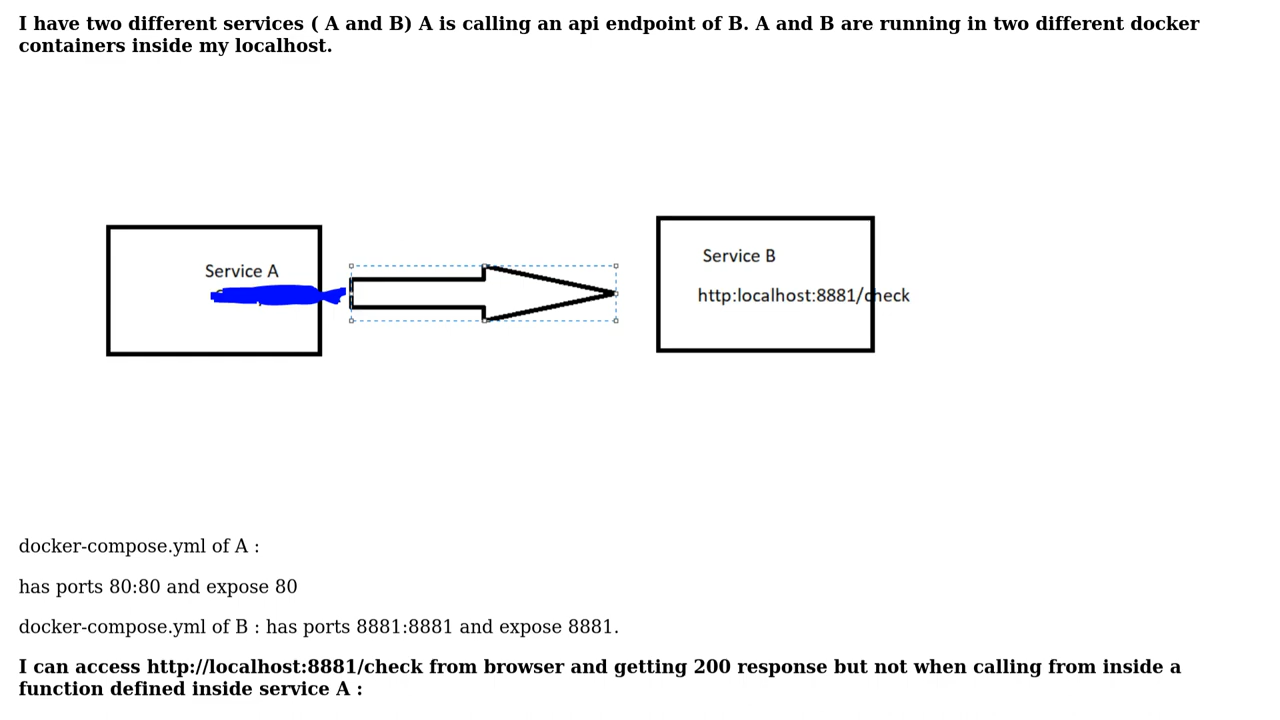 I have two different services ( A and B) A is calling an api endpoint of B. A and B are running in two different docker
containers inside my localhost.
Service A
Service B
http:localhost:8881/check
docker-compose.yml of A :
has ports 80:80 and expose 80
docker-compose.yml of B : has ports 8881:8881 and expose 8881.
I can access http://localhost:8881/check from browser and getting 200 response but not when calling from inside a
function defined inside service A :